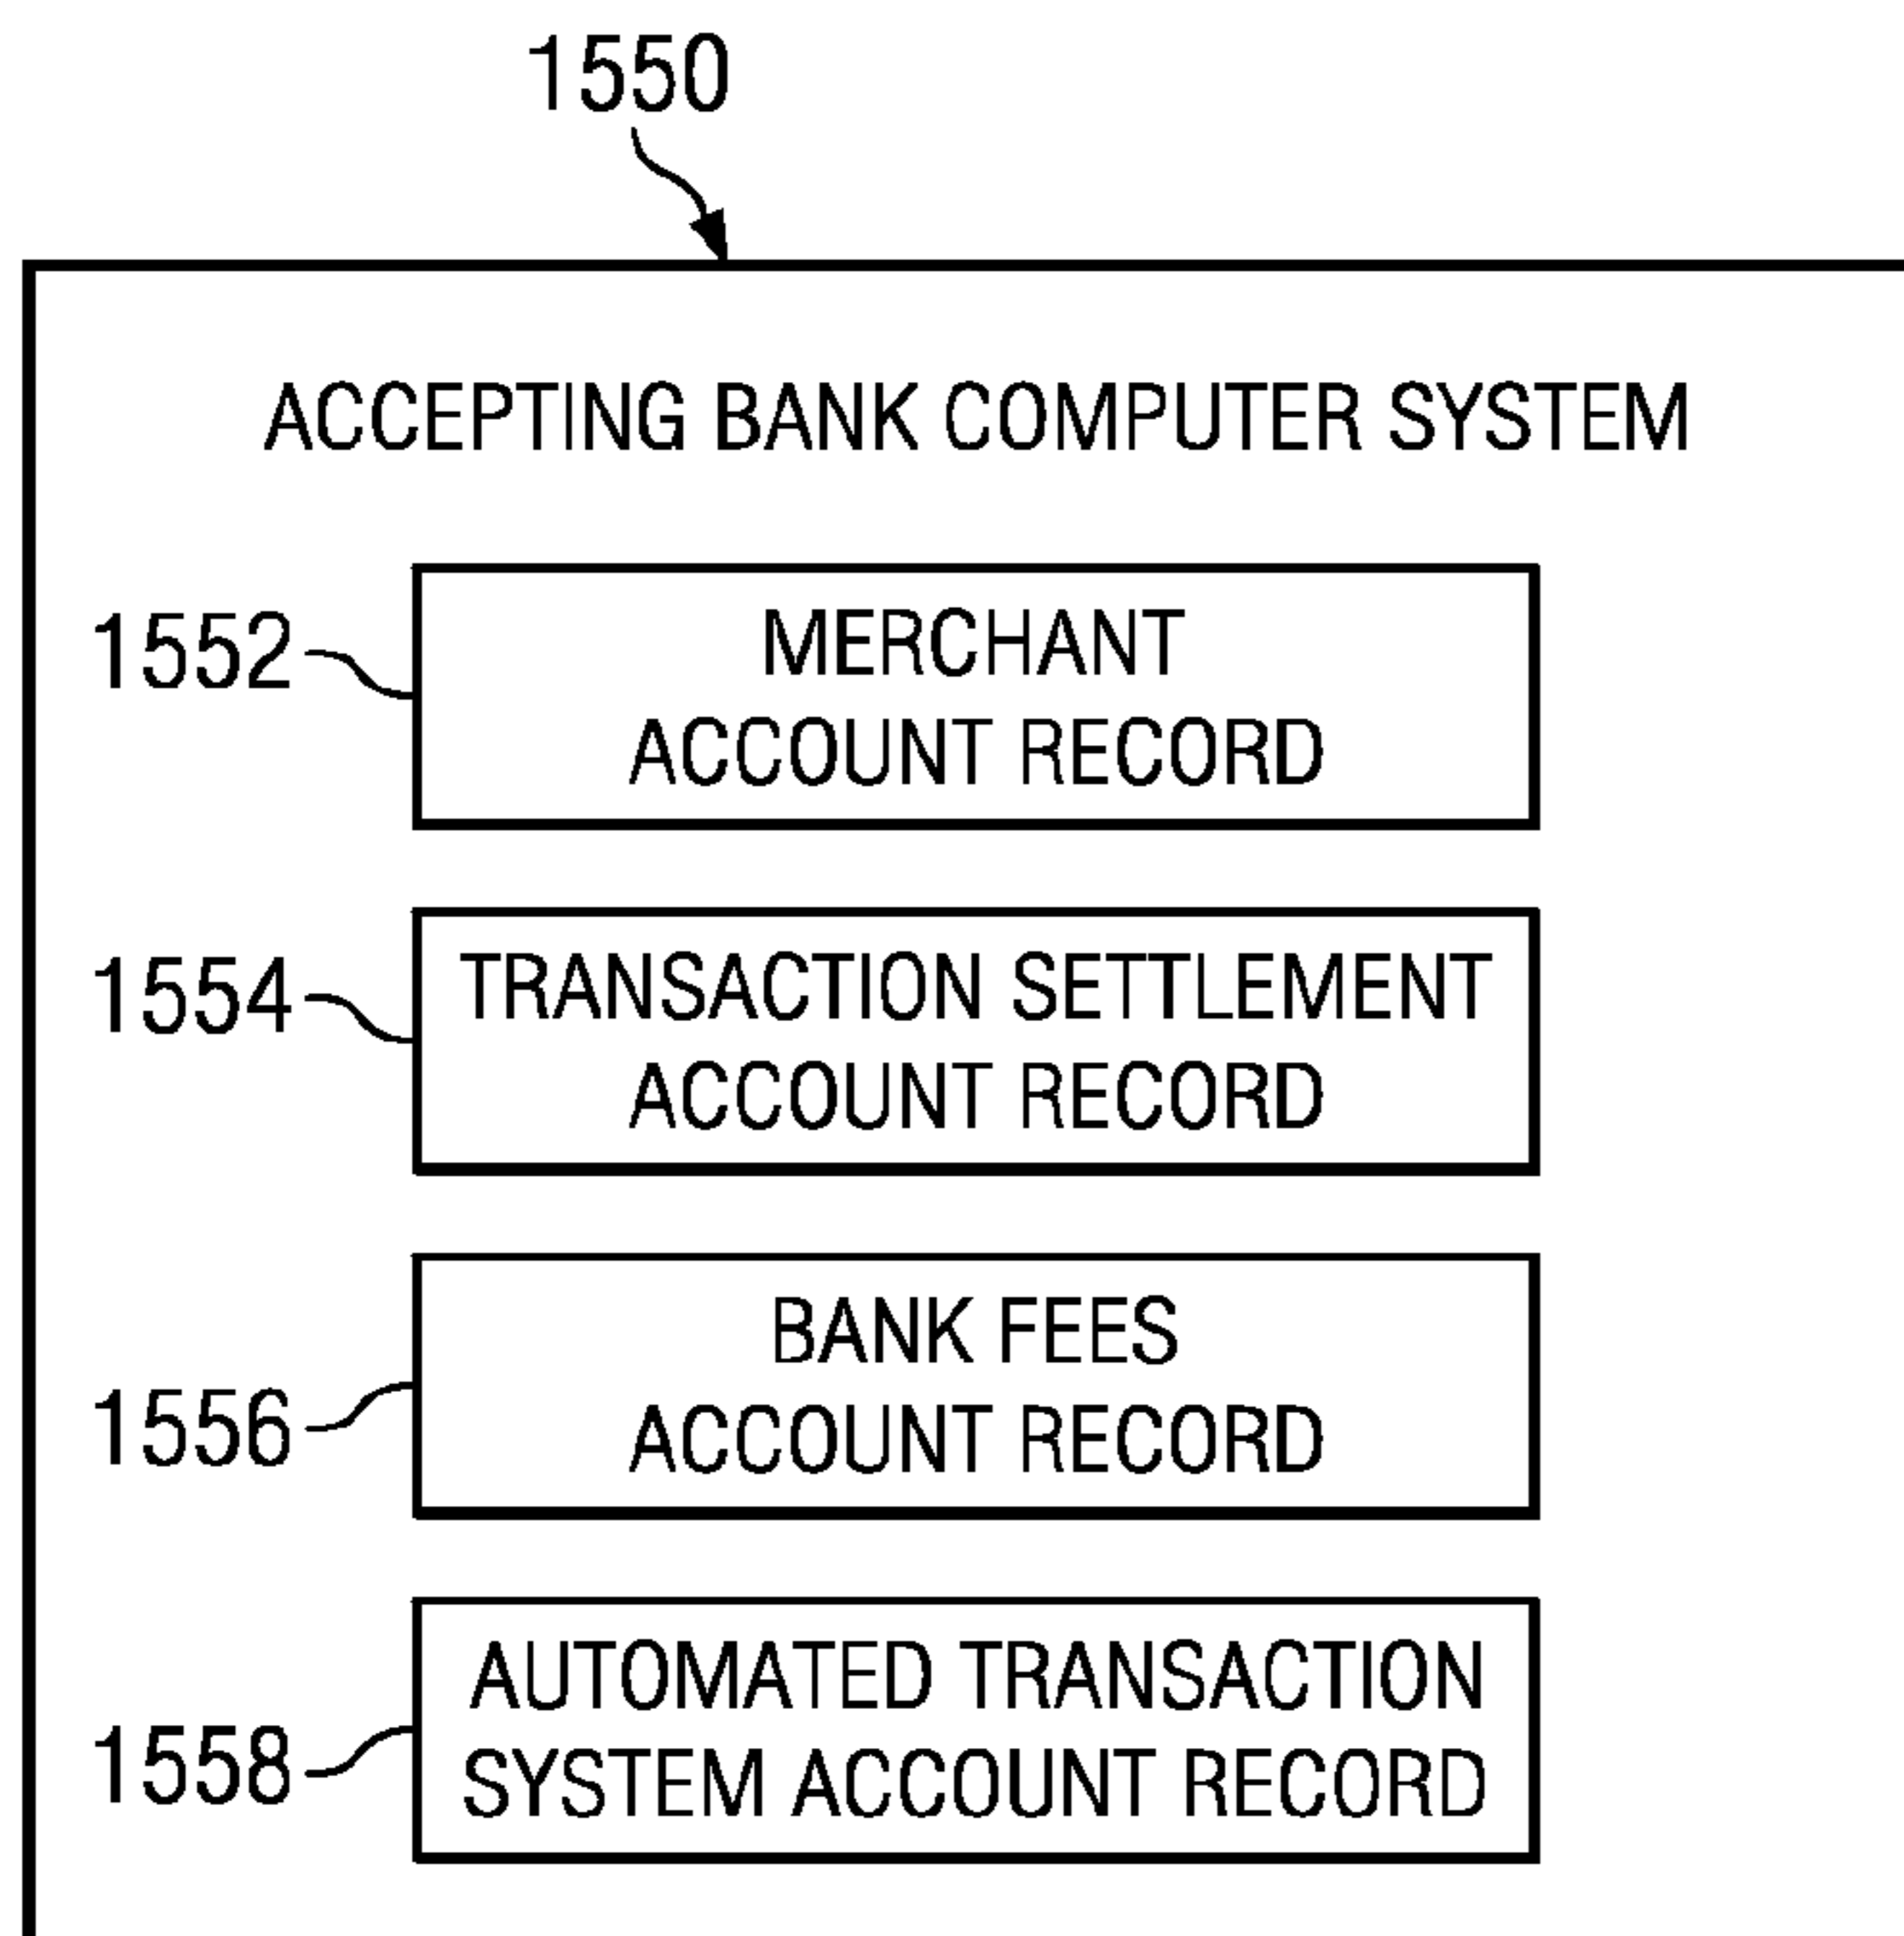 1550
ACCEPTING BANK COMPUTER SYSTEM
1552
MERCHANT
ACCOUNT RECORD
1554
TRANSACTION SETTLEMENT
ACCOUNT RECORD
1556
BANK FEES
ACCOUNT RECORD
1558
AUTOMATED TRANSACTION
SYSTEM ACCOUNT RECORD